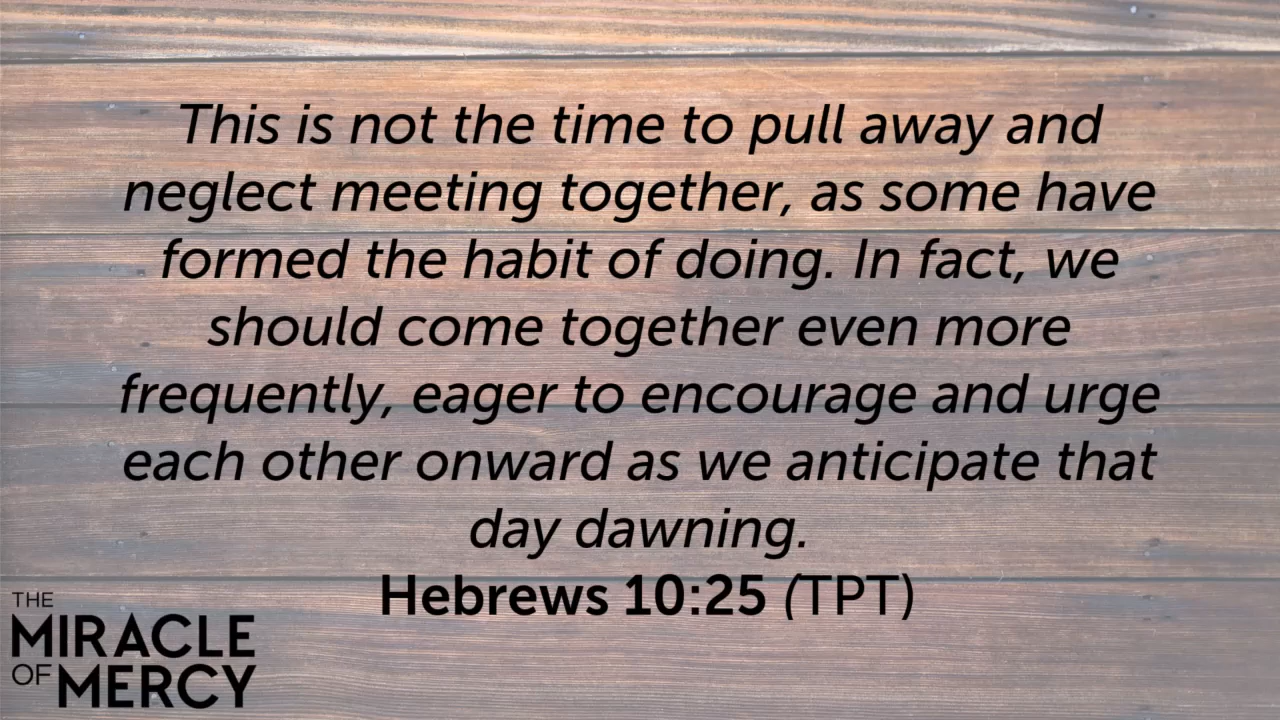 This is not the time to pull away and
neglect meeting together, as some have
formed the habit of doing. In fact, we
should come together even more
frequently, eager to encourage and urge
each other onward as we anticipate that
day dawning.
Hebrews 10:25 (TPT)
THE
MIRACLE
OF MERCY